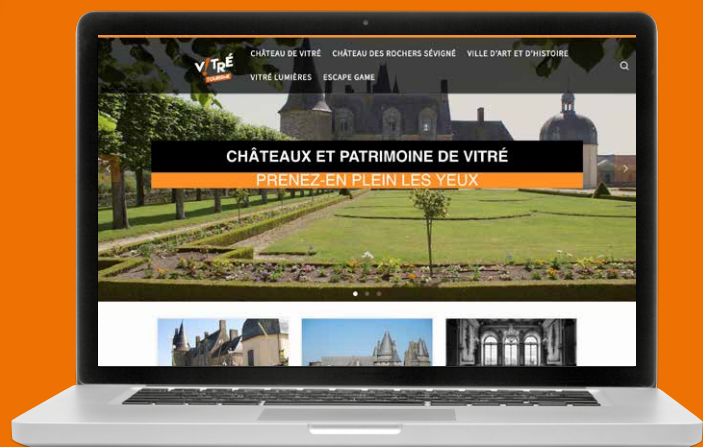 VITRÉ
TOURISME
CHÂTEAU DE VITRÉ CHÂTEAU DES ROCHERS SÉVIGNÉ VILLE D'ART ET D'HISTOIRE
VITRÉ LUMIÈRES ESCAPE GAME
CHÂTEAUX ET PATRIMOINE DE VITRÉ
PRENEZ-EN PLEIN LES YEUX